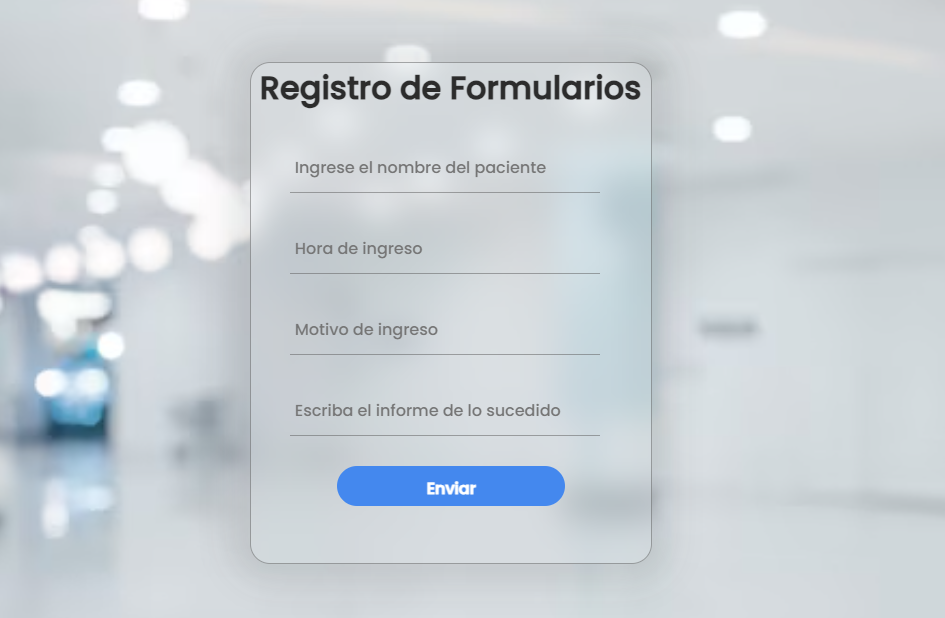 Registro de Formularios
Ingrese el nombre del paciente
Hora de ingreso
Motivo de ingreso
Escriba el informe de lo sucedido
Enviar